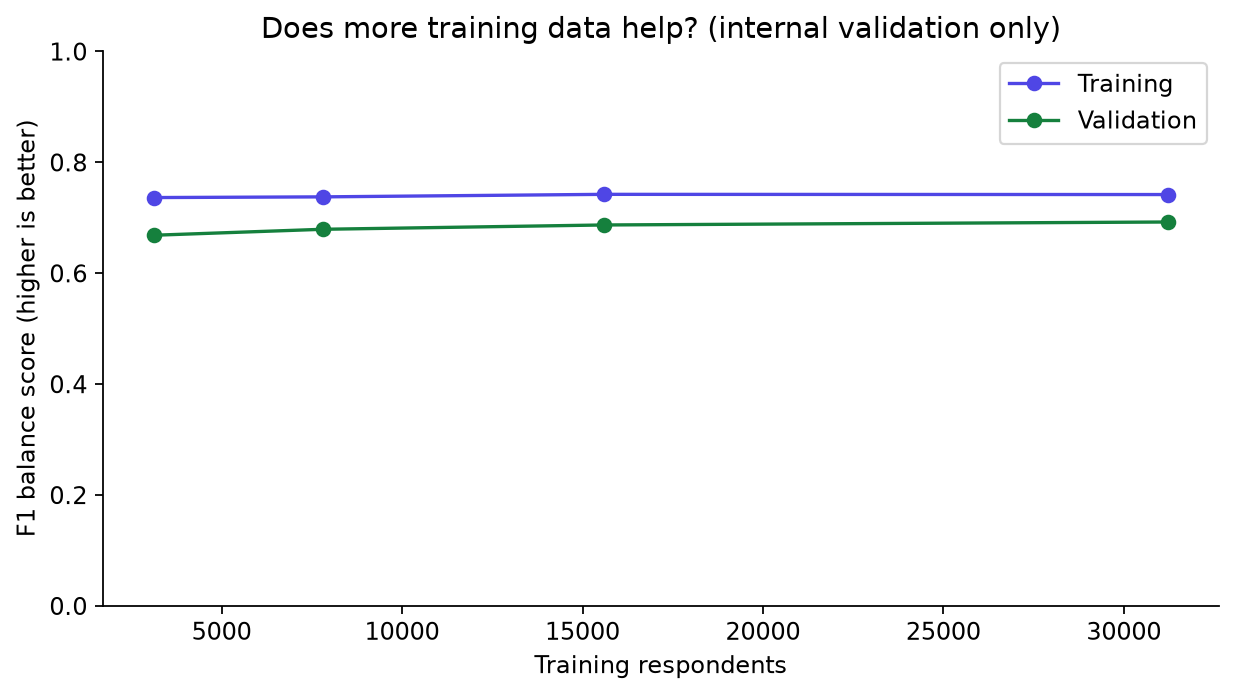 Does more training data help? (internal validation only)
Training
Validation
F1 balance score (higher is better)
1.0
0.8
0.6
0.4
0.2
0.0
5000 10000 15000 20000 25000 30000
Training respondents